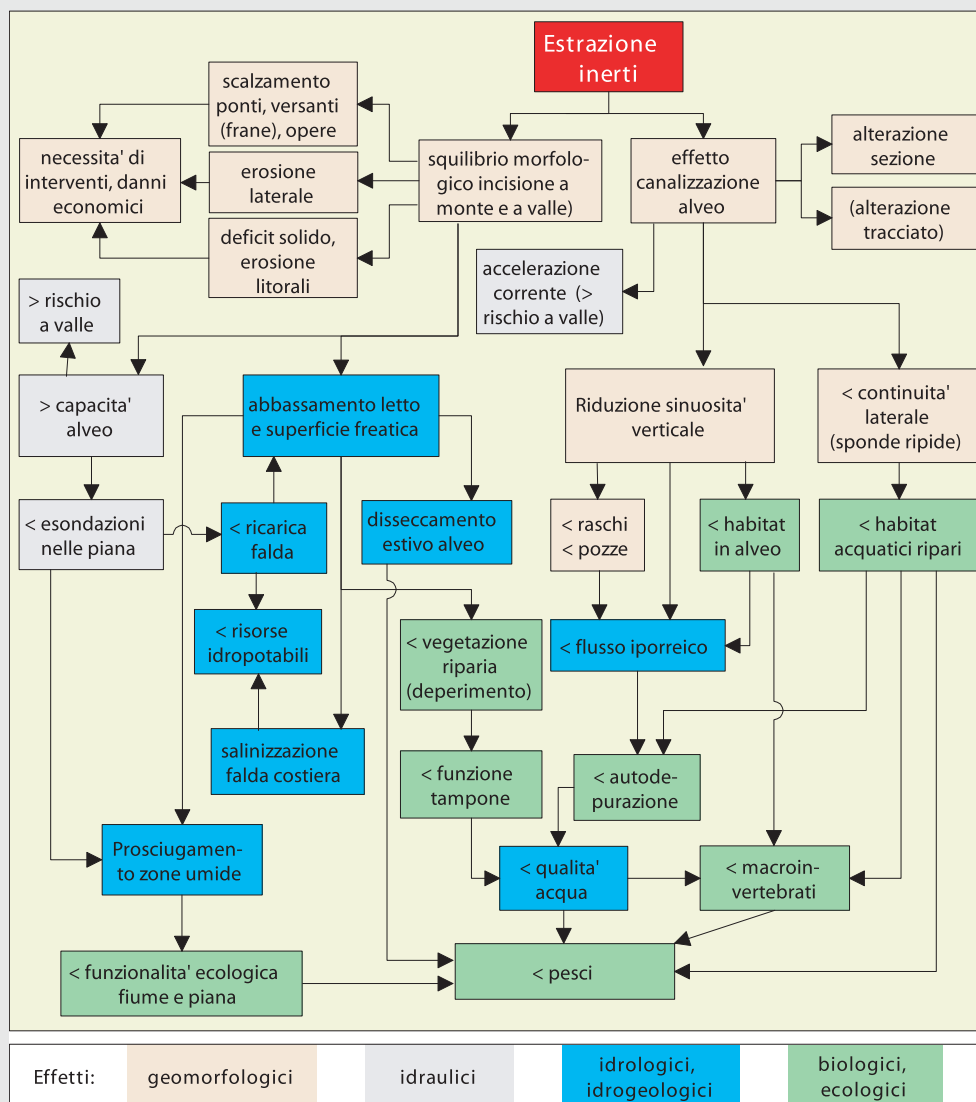 Estrazione
inerti
scalzamento
ponti, versanti
(frane), opere
necessita' di
interventi, danni
economici
erosione
laterale
deficit solido,
erosione
litorali
squilibrio morfolo-
gico incisione a
monte e a valle)
effetto
canalizzazione
alveo
alterazione
sezione
(alterazione
tracciato)
accelerazione
corrente (>
rischio a valle)
> rischio
a valle
> capacita'
alveo
abbassamento letto
e superficie freatica
Riduzione sinuosita'
verticale
< continuita'
laterale
(sponde ripide)
< esondazioni
nelle piana
< ricarica
falda
disseccamento
estivo alveo
< raschi
< pozze
< habitat
in alveo
< habitat
acquatici ripari
< risorse
idropotabili
< vegetazione
riparia
(deperimento)
< flusso iporreico
salinizzazione
falda costiera
< funzione
tampone
< autode-
purazione
Prosciugamen-
to zone umide
< qualita'
acqua
< macroin-
vertebrati
< funzionalita' ecologica
fiume e piana
< pesci
Effetti:
geomorfologici
idraulici
idrologici,
idrogeologici
biologici,
ecologici